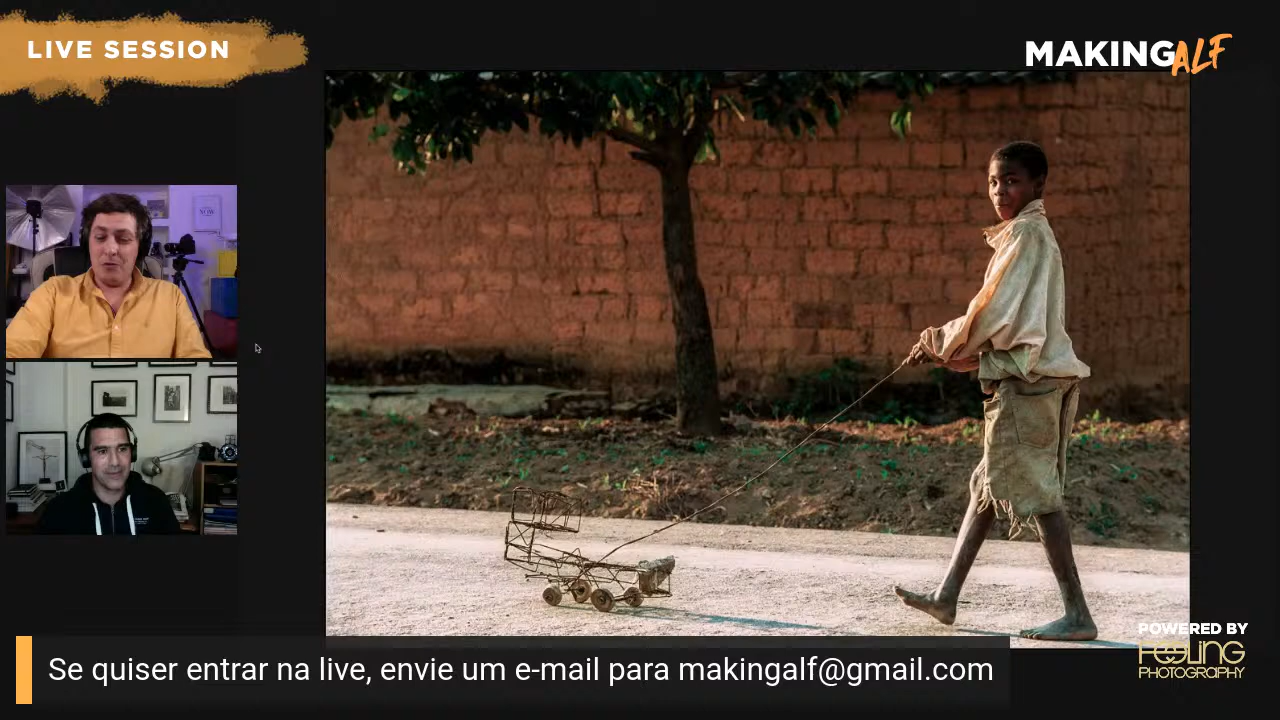 LIVE SESSION
MAKINGALF
NOW
Se quiser entrar na live, envie um e-mail para makingalf@gmail.com
POWERED BY
FEELING
PHOTOGRAPHY